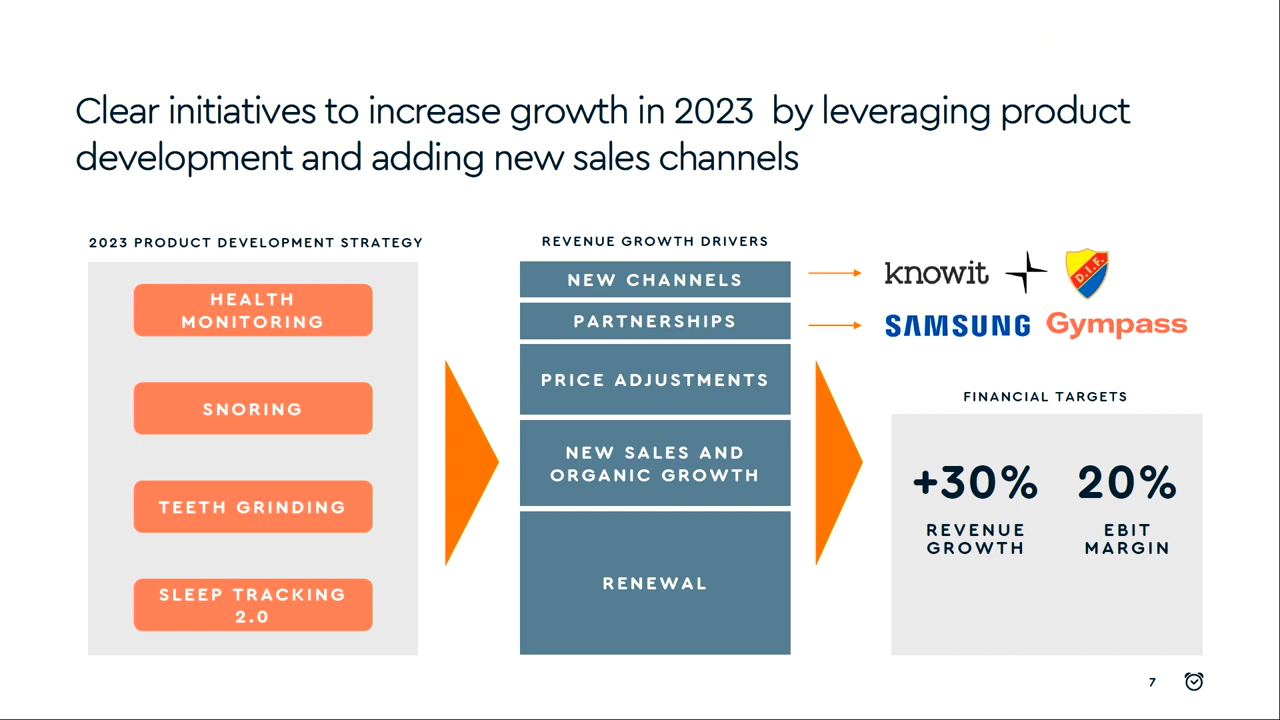 Clear initiatives to increase growth in 2023 by leveraging product
development and adding new sales channels
2023 PRODUCT DEVELOPMENT STRATEGY
HEALTH
MONITORING
SNORING
TEETH GRINDING
SLEEP TRACKING
2.0
REVENUE GROWTH DRIVERS
NEW CHANNELS
PARTNERSHIPS
PRICE ADJUSTMENTS
NEW SALES AND
ORGANIC GROWTH
RENEWAL
knowit
D.I.F.
SAMSUNG Gympass
FINANCIAL TARGETS
+30% 20%
REVENUE
GROWTH
EBIT
MARGIN
7